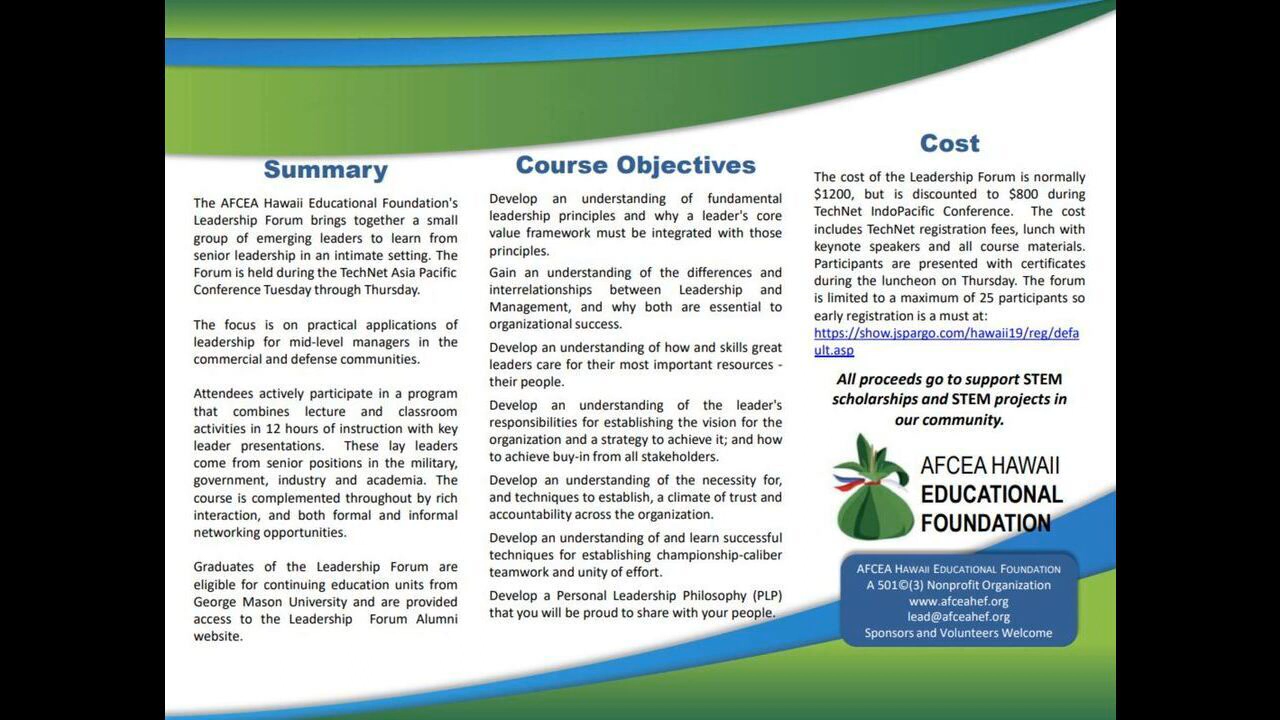 Summary
The AFCEA Hawaii Educational Foundation's
Leadership Forum brings together a small
group of emerging leaders to learn from
senior leadership in an intimate setting. The
Forum is held during the TechNet Asia Pacific
Conference Tuesday through Thursday.
The focus is on practical applications of
leadership for mid-level managers in the
commercial and defense communities.
Attendees actively participate in a program
that combines lecture and classroom
activities in 12 hours of instruction with key
leader presentations. These lay leaders
come from senior positions in the military,
government, industry and academia. The
course is complemented throughout by rich
interaction, and both formal and informal
networking opportunities.
Graduates of the Leadership Forum are
eligible for continuing education units from
George Mason University and are provided
access to the Leadership Forum Alumni
website.
Course Objectives
Develop an understanding of fundamental
leadership principles and why a leader's core
value framework must be integrated with those
principles.
Gain an understanding of the differences and
interrelationships between Leadership and
Management, and why both are essential to
organizational success.
Develop an understanding of how and skills great
leaders care for their most important resources -
their people.
Develop an understanding of the leader's
responsibilities for establishing the vision for the
organization and a strategy to achieve it; and how
to achieve buy-in from all stakeholders.
Develop an understanding of the necessity for,
and techniques to establish, a climate of trust and
accountability across the organization.
Develop an understanding of and learn successful
techniques for establishing championship-caliber
teamwork and unity of effort.
Develop a Personal Leadership Philosophy (PLP)
that you will be proud to share with your people.
Cost
The cost of the Leadership Forum is normally
$1200, but is discounted to $800 during
TechNet IndoPacific Conference. The cost
includes TechNet registration fees, lunch with
keynote speakers and all course materials.
Participants are presented with certificates
during the luncheon on Thursday. The forum
is limited to a maximum of 25 participants so
early registration is a must at:
https://show.jspargo.com/hawaii19/reg/defa
ult.asp
All proceeds go to support STEM
scholarships and STEM projects in
our community.
AFCEA HAWAII
EDUCATIONAL
FOUNDATION
AFCEA HAWAII EDUCATIONAL FOUNDATION
A 501©(3) Nonprofit Organization
www.afceahef.org
lead@afceahef.org
Sponsors and Volunteers Welcome